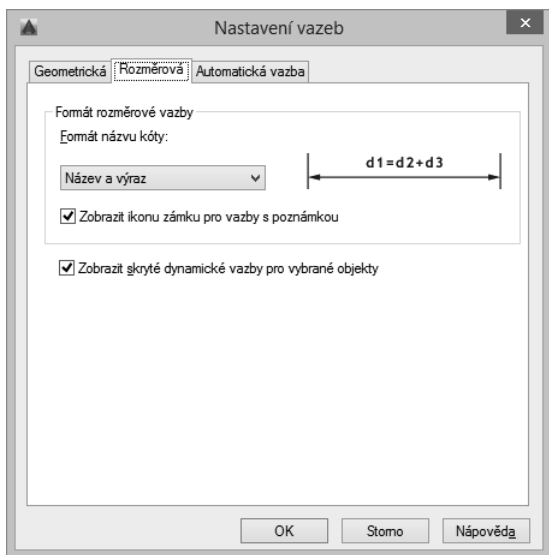 Nastavení vazeb
Geometrická Rozměrová Automatická vazba
Formát rozměrové vazby
Formát názvu kóty:
Název a výraz
d1=d2+d3
Zobrazit ikonu zámku pro vazby s poznámkou
Zobrazit skryté dynamické vazby pro vybrané objekty
OK Storno Nápověda